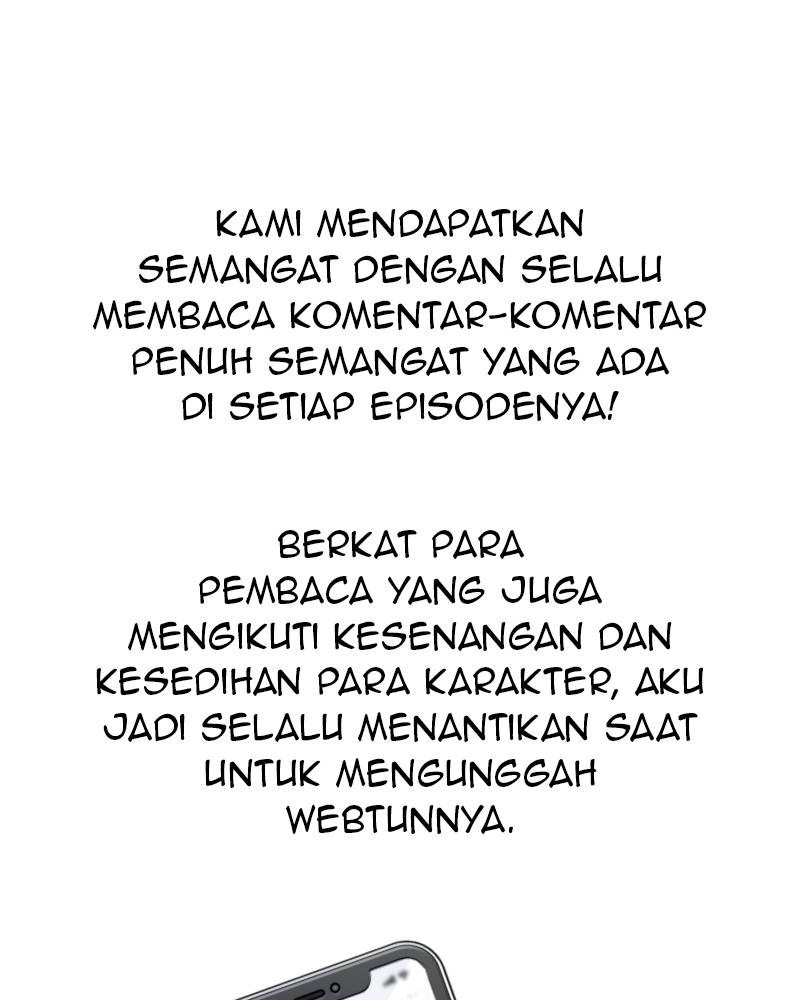 KAMI MENDAPATKAN
SEMANGAT DENGAN SELALU
MEMBACA KOMENTAR-KOMENTAR
PENUH SEMANGAT YANG ADA
DI SETIAP EPISODENYA!
BERKAT PARA
PEMBACA YANG JUGA
MENGIKUTI KESENANGAN DAN
KESEDIHAN PARA KARAKTER, AKU
JADI SELALU MENANTIKAN SAAT
UNTUK MENGUNGGAH
WEBTUNNYA.